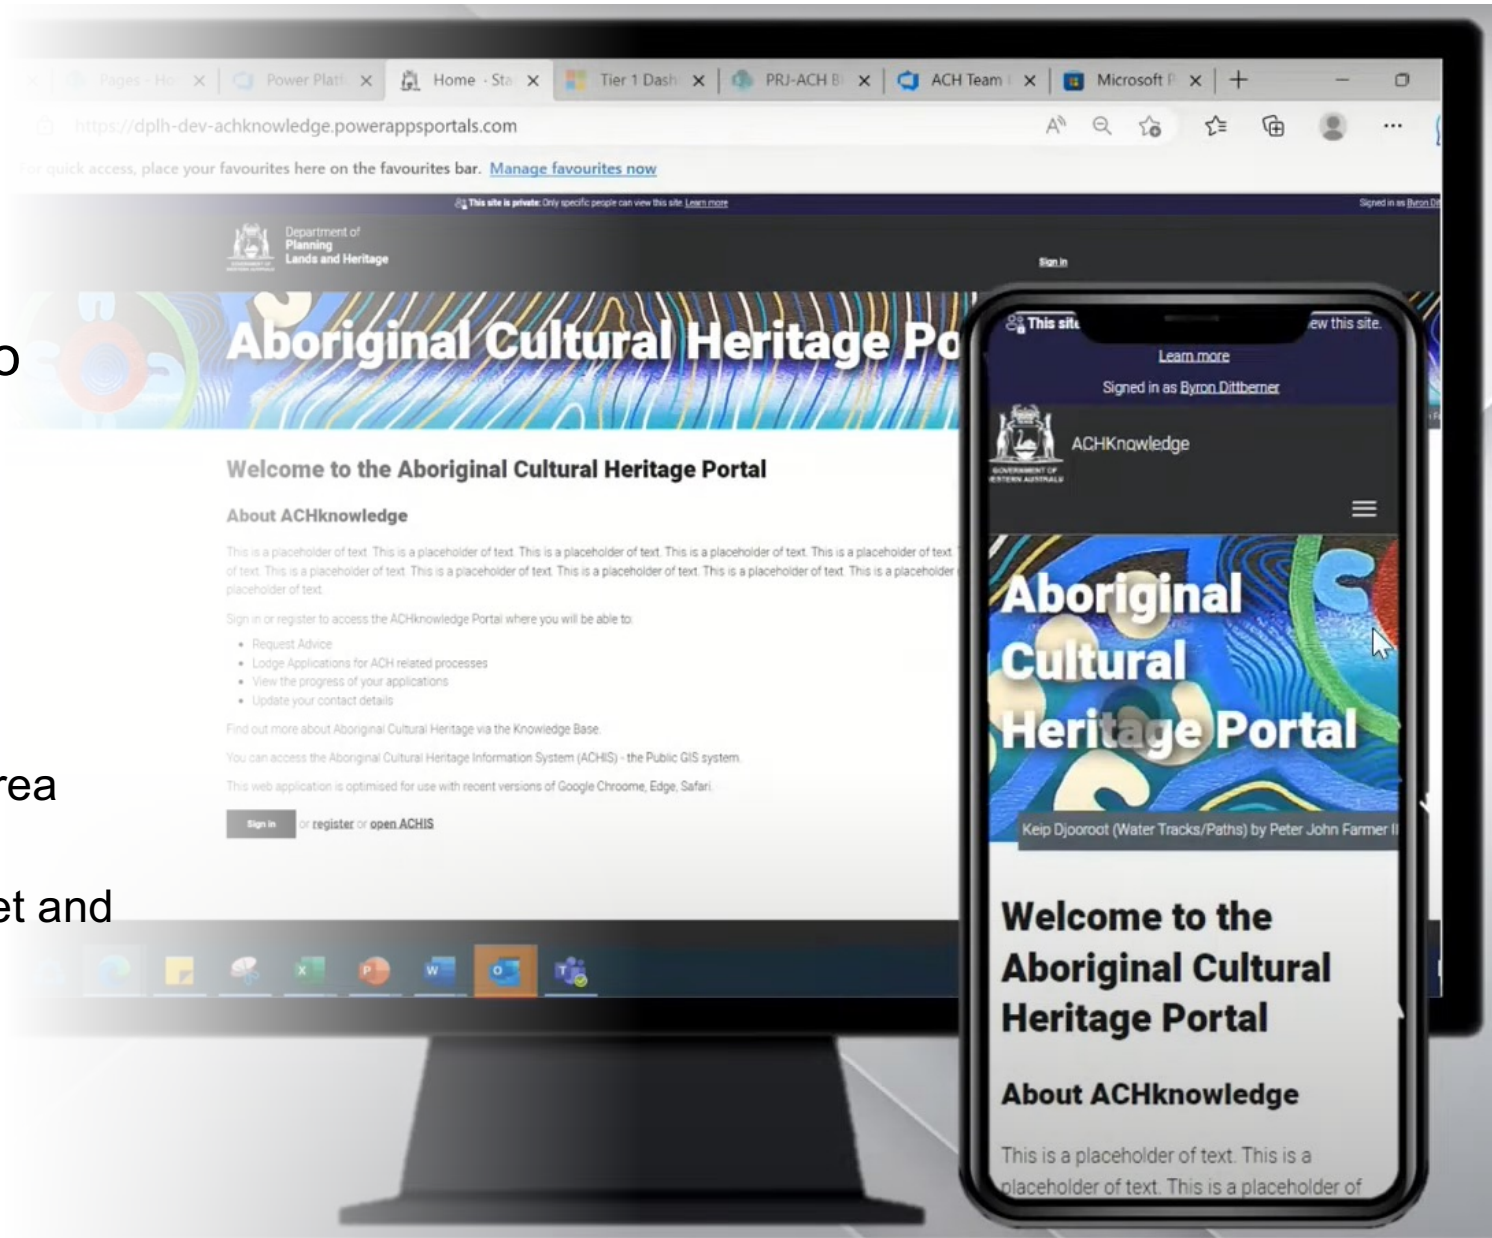 Pages - Ho
Power Platf
Home - Sta
Tier 1 Dash
PRJ-ACH B
ACH Team
Microsoft P
https://dplh-dev-achknowledge.powerappsportals.com
For quick access, place your favourites here on the favourites bar. Manage favourites now
This site is private: Only specific people can view this site Learn more
Signed in as Byron Dit
Department of
Planning
Lands and Heritage
GOVERNMENT OF
WESTERN AUSTRALIA
Sign in
Aboriginal Cultural Heritage Po
Welcome to the Aboriginal Cultural Heritage Portal
About ACHknowledge
This is a placeholder of text. This is a placeholder of text. This is a placeholder of text. This is a placeholder of text. This is a placeholder of text.
of text. This is a placeholder of text. This is a placeholder of text. This is a placeholder of text. This is a placeholder of text. This is a placeholder
placeholder of text.
Sign in or register to access the ACHknowledge Portal where you will be able to:
• Request Advice
• Lodge Applications for ACH related processes
• View the progress of your applications
• Update your contact details
Find out more about Aboriginal Cultural Heritage via the Knowledge Base.
You can access the Aboriginal Cultural Heritage Information System (ACHIS) - the Public GIS system.
This web application is optimised for use with recent versions of Google Chroome, Edge, Safari.
Sign in or register or open ACHIS
o
rea
et and
This site
ew this site.
Learn more
Signed in as Byron Dittberner
GOVERNMENT OF
WESTERN AUSTRALIA
ACHKnowledge
Aboriginal
Cultural
Heritage Portal
Keip Djooroot (Water Tracks/Paths) by Peter John Farmer II
Welcome to the
Aboriginal Cultural
Heritage Portal
About ACHknowledge
This is a placeholder of text. This is a
placeholder of text. This is a placeholder of